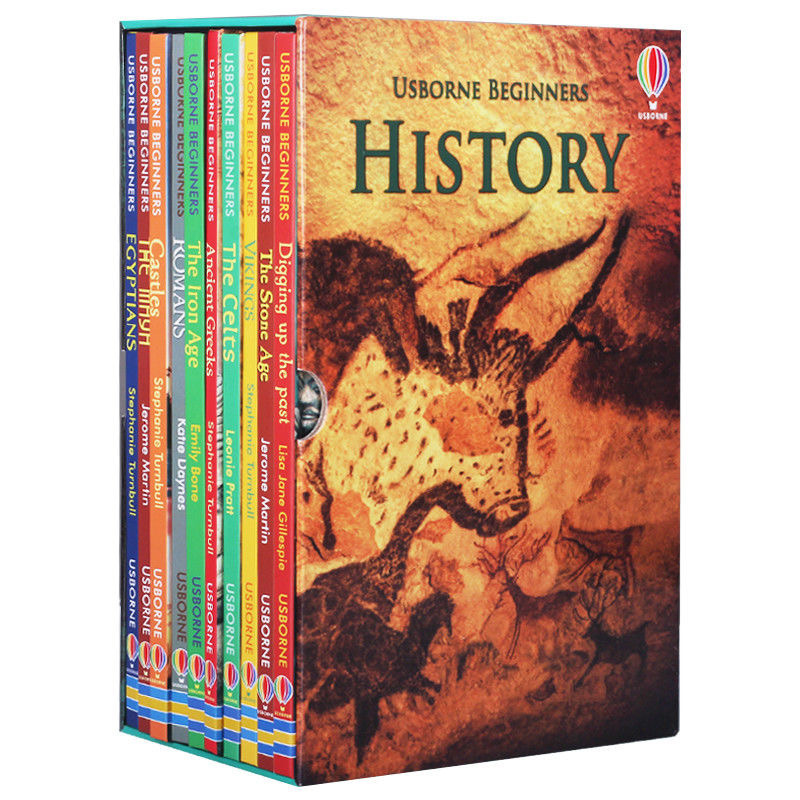 USBORNE BEGINNERS
HISTORY
USBORNE
USBORNE BEGINNERS EGYPTIANS Stephanie Turnbull USBORNE
USBORNE BEGINNERS THE MAYA Jerome Martin USBORNE
USBORNE BEGINNERS Castles Stephanie Turnbull USBORNE
USBORNE BEGINNERS ROMANS Katie Daynes USBORNE
USBORNE BEGINNERS The Iron Age Emily Bone USBORNE
USBORNE BEGINNERS Ancient Greeks Stephanie Turnbull USBORNE
USBORNE BEGINNERS The Celts Leonie Pratt USBORNE
USBORNE BEGINNERS VIKINGS Stephanie Turnbull USBORNE
USBORNE BEGINNERS The Stone Age Jerome Martin USBORNE
USBORNE BEGINNERS Digging up the past Lisa Jane Gillespie USBORNE